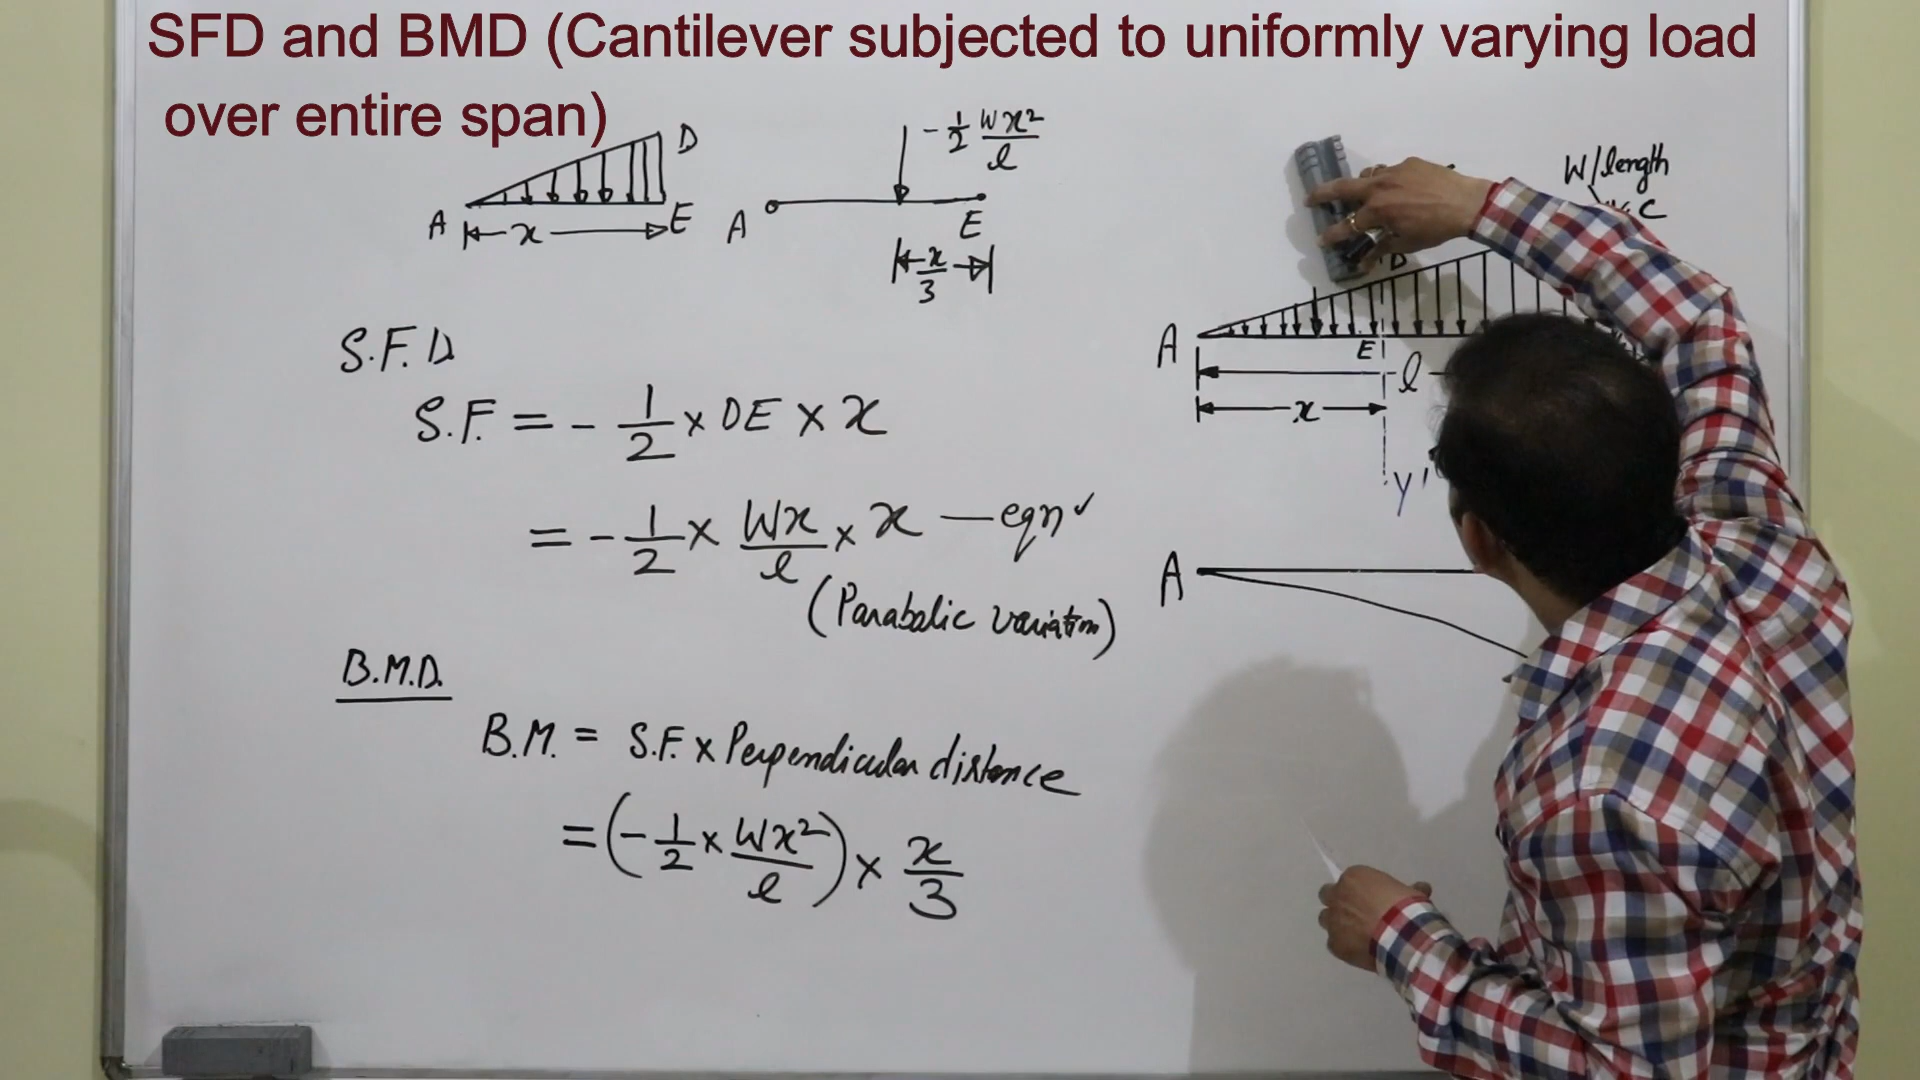 SFD and BMD (Cantilever subjected to uniformly varying load
over entire span)
D
A
x
E
-1/2 Wx²/l
A
E
x/3
S.F.D
S.F. = - 1/2 × DE × x
= - 1/2 × Wx/l × x — eqn ✓
(Parabolic variation)
B.M.D.
B.M. = S.F. × Perpendicular distance
= (- 1/2 × Wx²/l) × x/3
W/length
C
D
A
E
l
x
Y'
A